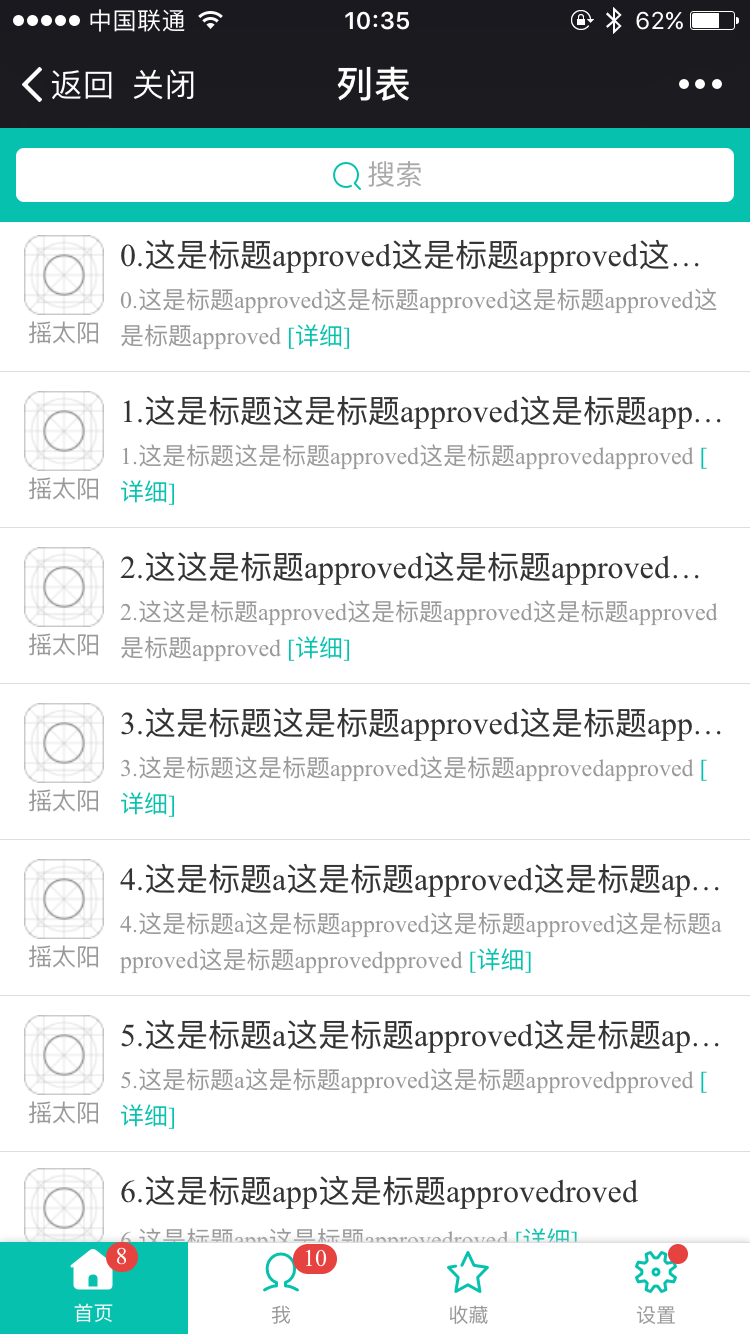 中国联通 10:35 62%
返回 关闭 列表
搜索
0.这是标题approved这是标题approved这…
0.这是标题approved这是标题approved这是标题approved这
是标题approved [详细]
摇太阳
1.这是标题这是标题approved这是标题app…
1.这是标题这是标题approved这是标题approvedapproved [
详细]
摇太阳
2.这这是标题approved这是标题approved…
2.这这是标题approved这是标题approved这是标题approved
是标题approved [详细]
摇太阳
3.这是标题这是标题approved这是标题app…
3.这是标题这是标题approved这是标题approvedapproved [
详细]
摇太阳
4.这是标题a这是标题approved这是标题ap…
4.这是标题a这是标题approved这是标题approved这是标题a
pproved这是标题approvedpproved [详细]
摇太阳
5.这是标题a这是标题approved这是标题ap…
5.这是标题a这是标题approved这是标题approvedpproved [
详细]
摇太阳
6.这是标题app这是标题approvedroved
6.这是标题app这是标题approvedroved [详细]
8 10
首页 我 收藏 设置